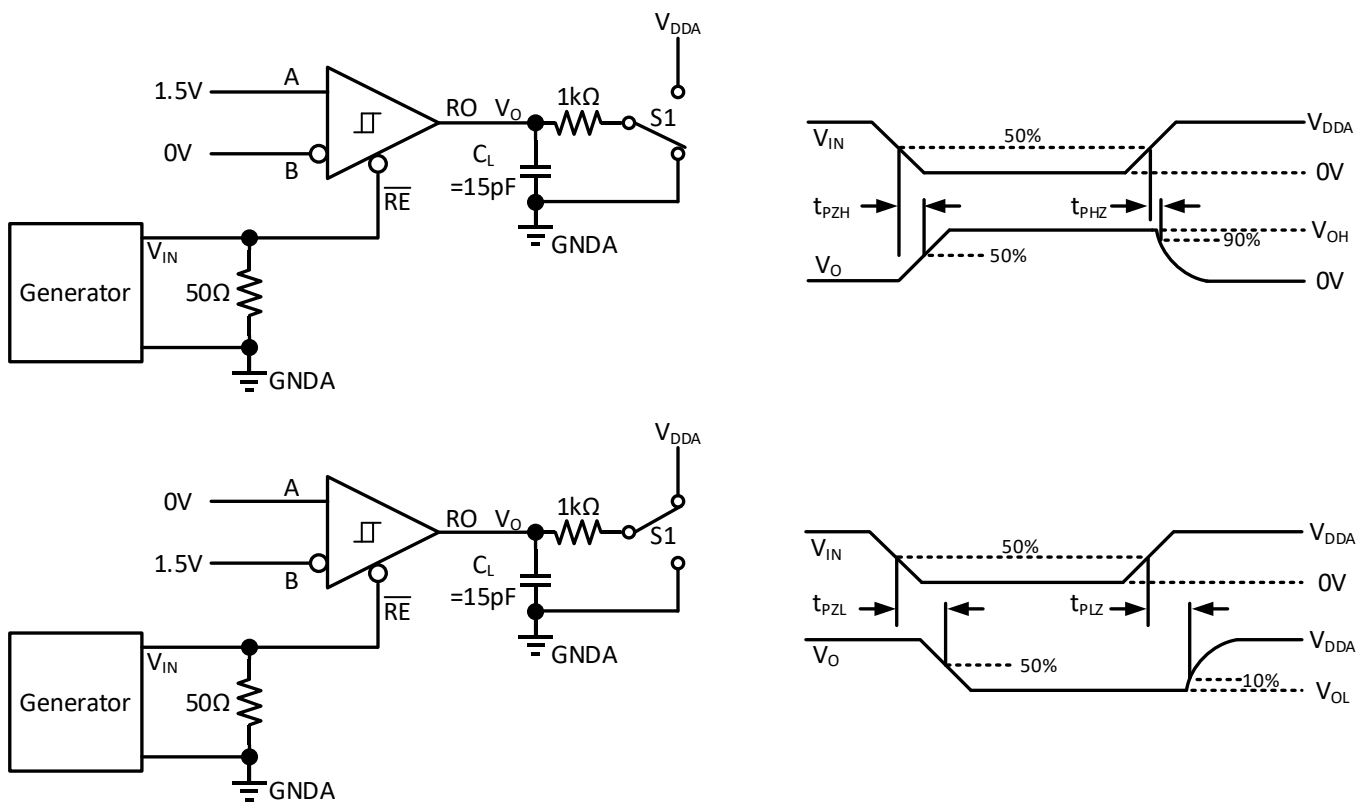 V_DDA
1.5V
A
RO
V_O
1kΩ
S1
0V
B
C_L
=15pF
R̅E̅
GNDA
V_IN
Generator
50Ω
GNDA
V_IN
50%
V_DDA
0V
t_PZH
t_PHZ
V_OH
90%
V_O
50%
0V
V_DDA
0V
A
RO
V_O
1kΩ
S1
1.5V
B
C_L
=15pF
R̅E̅
GNDA
V_IN
Generator
50Ω
GNDA
V_IN
50%
V_DDA
0V
t_PZL
t_PLZ
V_O
V_DDA
50%
10%
V_OL